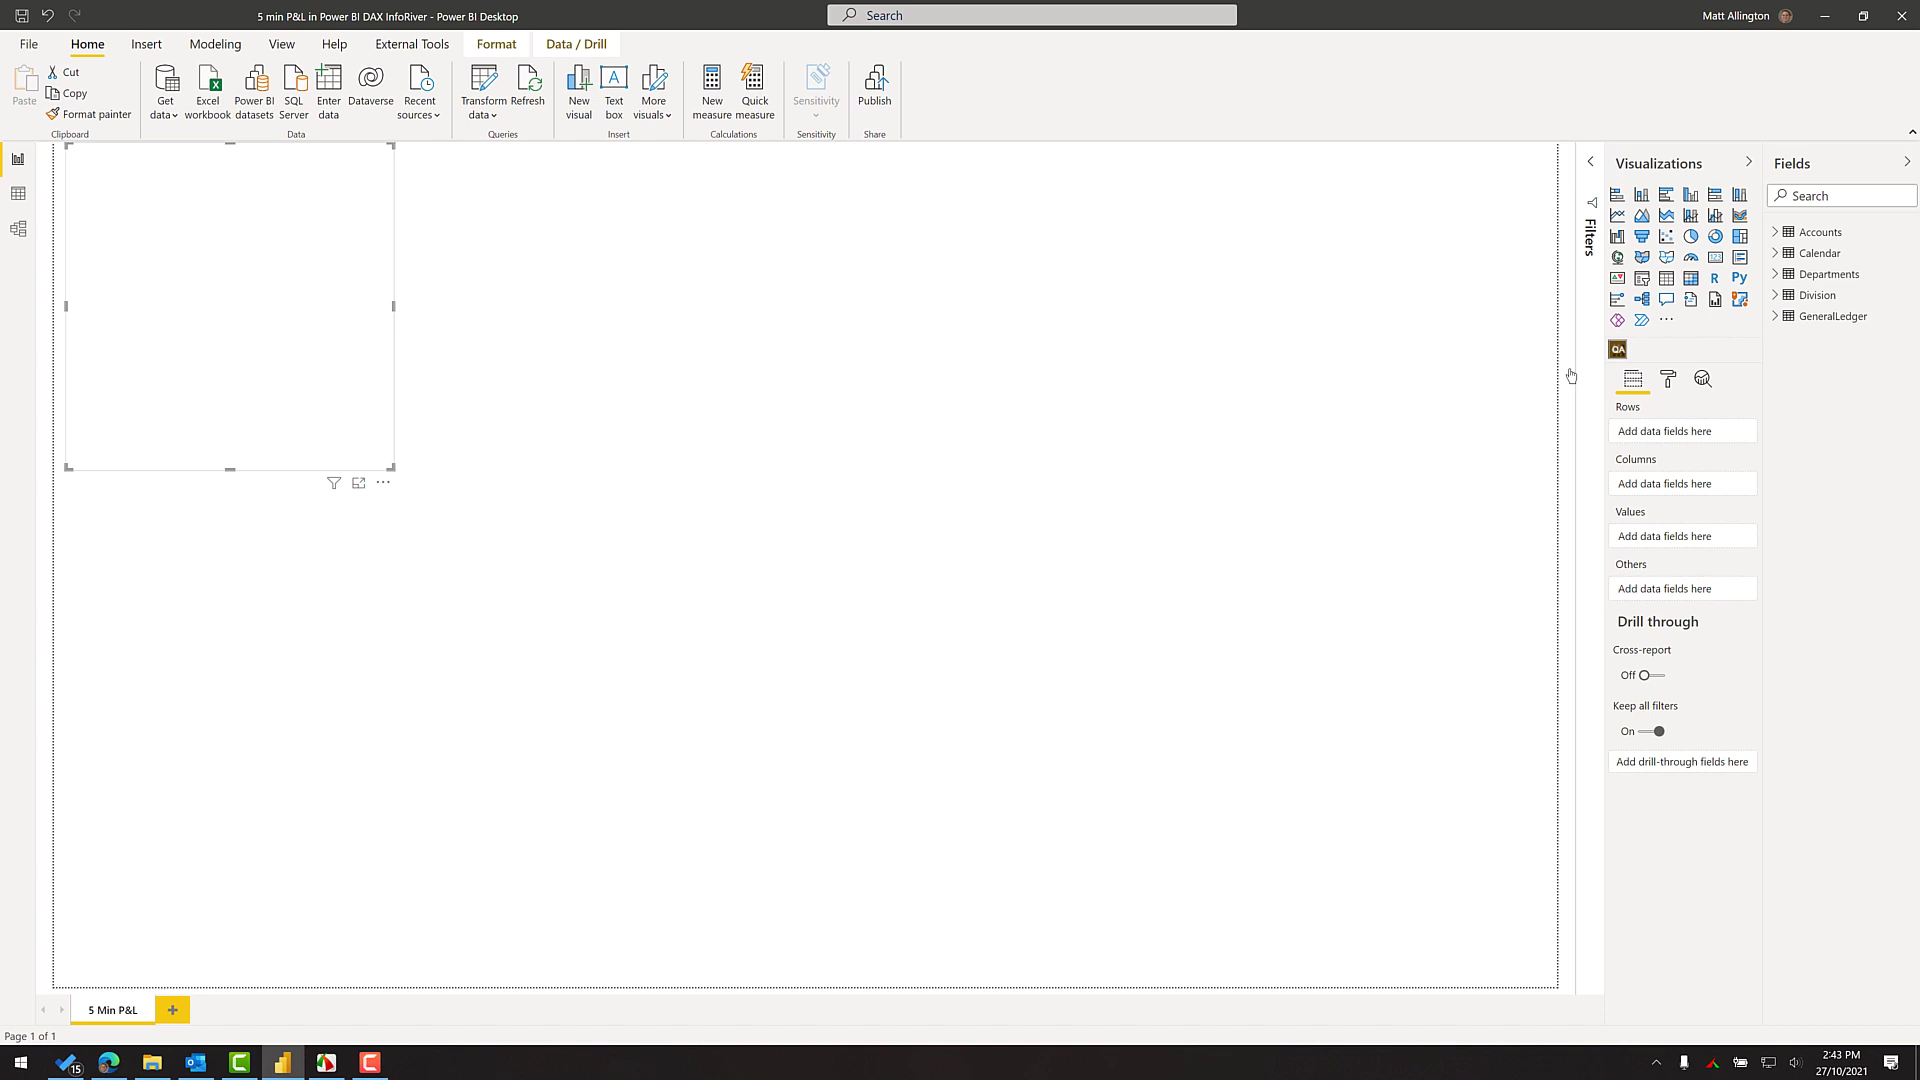 5 min P&L in Power BI DAX InfoRiver - Power BI Desktop
Search
Matt Allington
File Home Insert Modeling View Help External Tools Format Data / Drill
Paste
Cut
Copy
Format painter
Clipboard
Get data
Excel workbook
Power BI datasets
SQL Server
Enter data
Dataverse
Recent sources
Data
Transform data
Refresh
Queries
New visual
Text box
More visuals
Insert
New measure
Quick measure
Calculations
Sensitivity
Sensitivity
Publish
Share
Filters
Visualizations
R
Py
123
QA
Rows
Add data fields here
Columns
Add data fields here
Values
Add data fields here
Others
Add data fields here
Drill through
Cross-report
Off
Keep all filters
On
Add drill-through fields here
Fields
Search
Accounts
Calendar
Departments
Division
GeneralLedger
5 Min P&L
Page 1 of 1
15
2:43 PM
27/10/2021